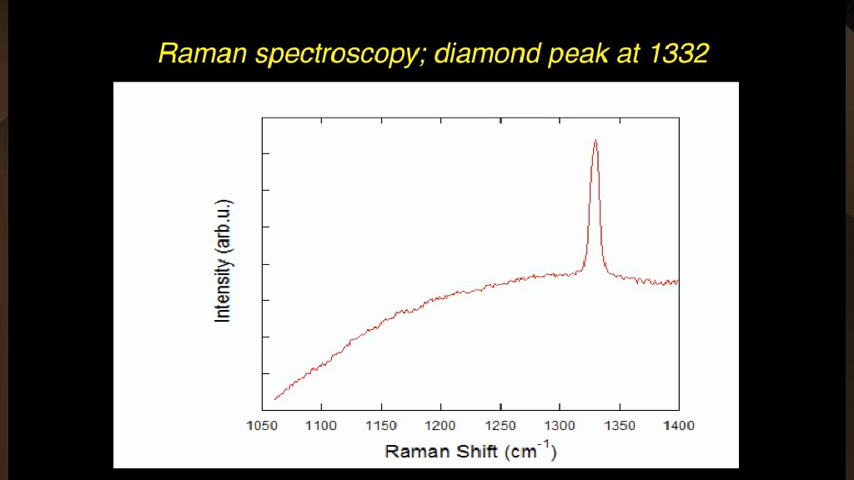 Raman spectroscopy; diamond peak at 1332
Intensity (arb.u.)
1050 1100 1150 1200 1250 1300 1350 1400
Raman Shift (cm⁻¹)